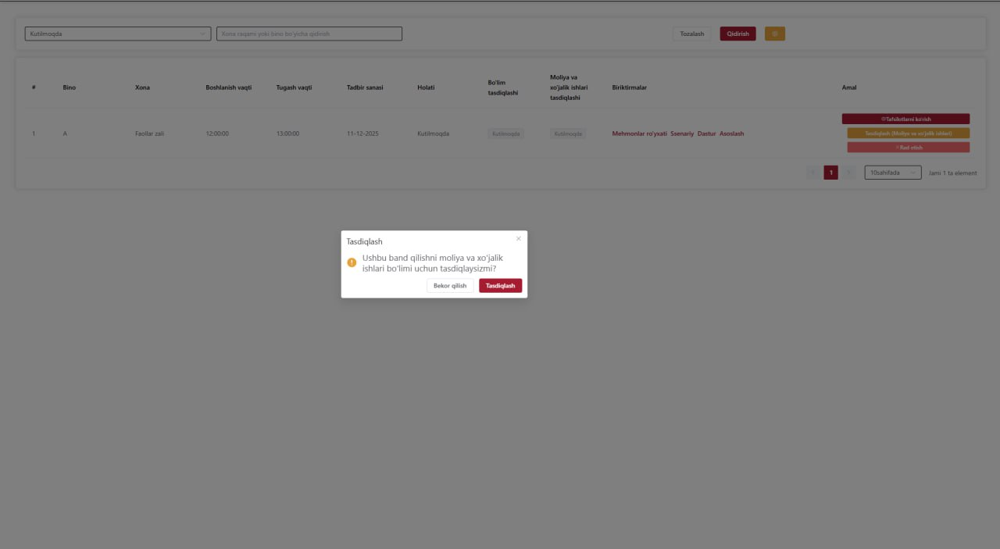 Kutilmoqda
Xona raqami yoki bino bo'yicha qidirish
Tozalash
Qidirish
#
Bino
Xona
Boshlanish vaqti
Tugash vaqti
Tadbir sanasi
Holati
Bo'lim
tasdiqlashi
Moliya va
xo'jalik ishlari
tasdiqlashi
Biriktirmalar
Amal
1
A
Faollar zali
12:00:00
13:00:00
11-12-2025
Kutilmoqda
Kutilmoqda
Kutilmoqda
Mehmonlar ro'yxati Ssenariy Dastur Asoslash
Tafsilotlarni ko'rish
Tasdiqlash (Moliya va xo'jalik ishlari)
Rad etish
1
10sahifada
Jami 1 ta element
Tasdiqlash
Ushbu band qilishni moliya va xo'jalik
ishlari bo'limi uchun tasdiqlaysizmi?
Bekor qilish
Tasdiqlash